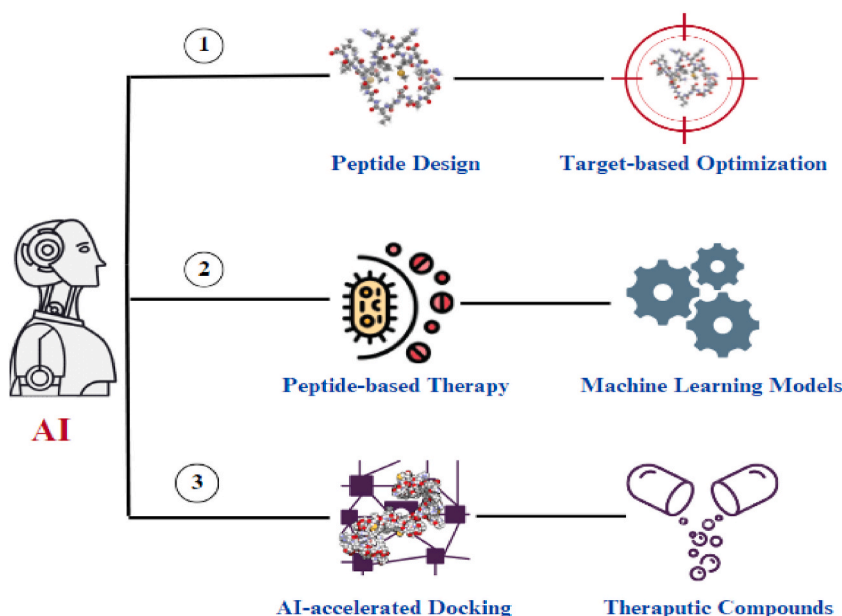 1
Peptide Design
Target-based Optimization
2
Peptide-based Therapy
Machine Learning Models
AI
3
AI-accelerated Docking
Theraputic Compounds